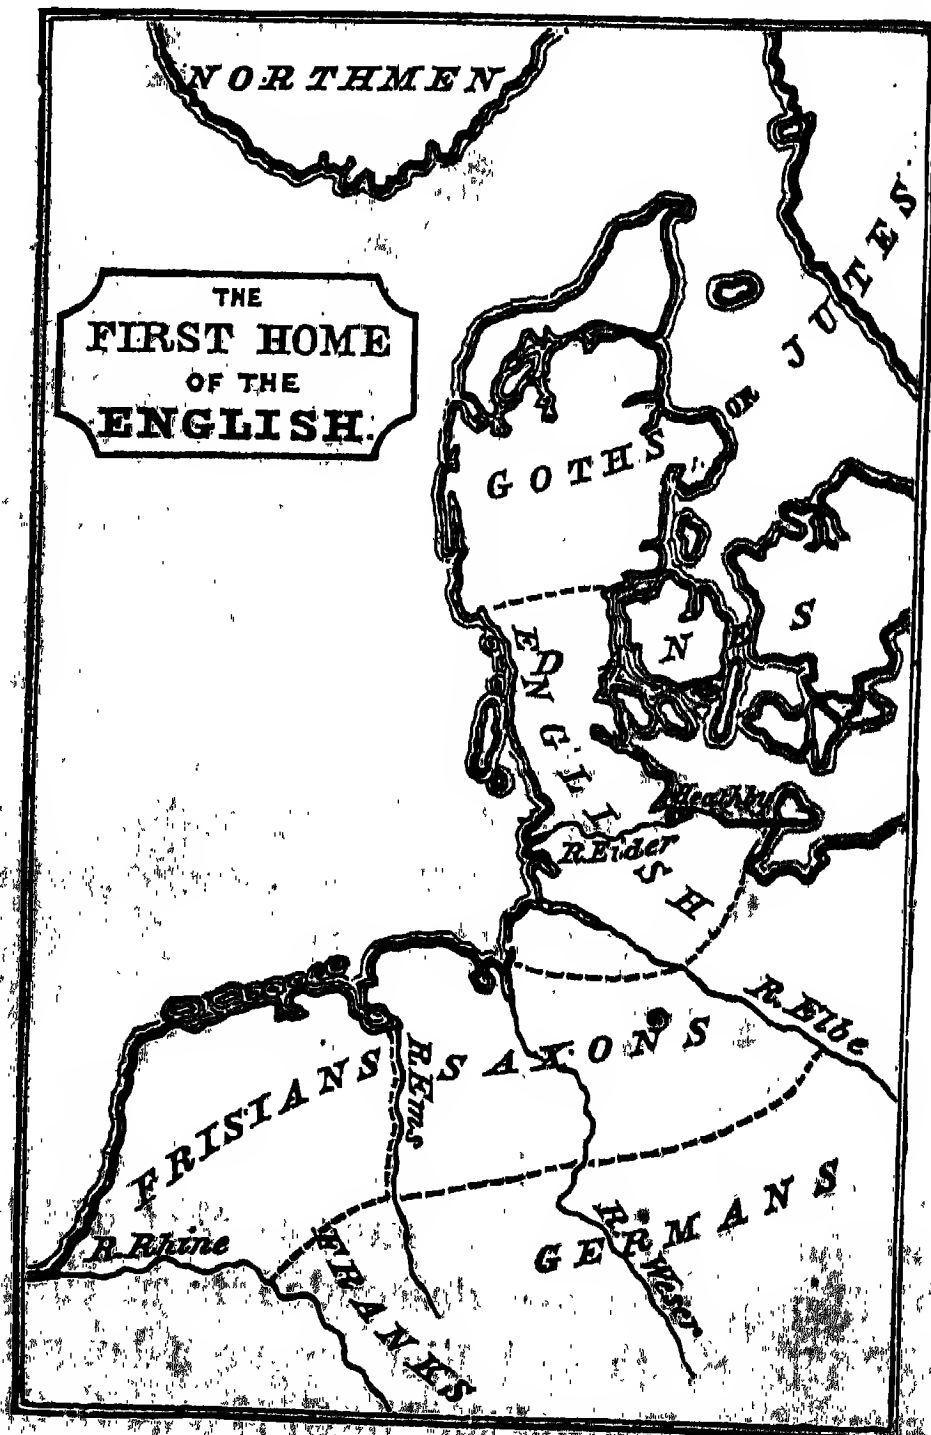 NORTHMEN
THE
FIRST HOME
OF THE
ENGLISH.
GOTHS OR JUTES
DANES
ENGLISH
R. Eider
R. Elbe
SAXONS
FRISIANS
R. Ems
R. Rhine
FRANKS
GERMANS
R. Weser